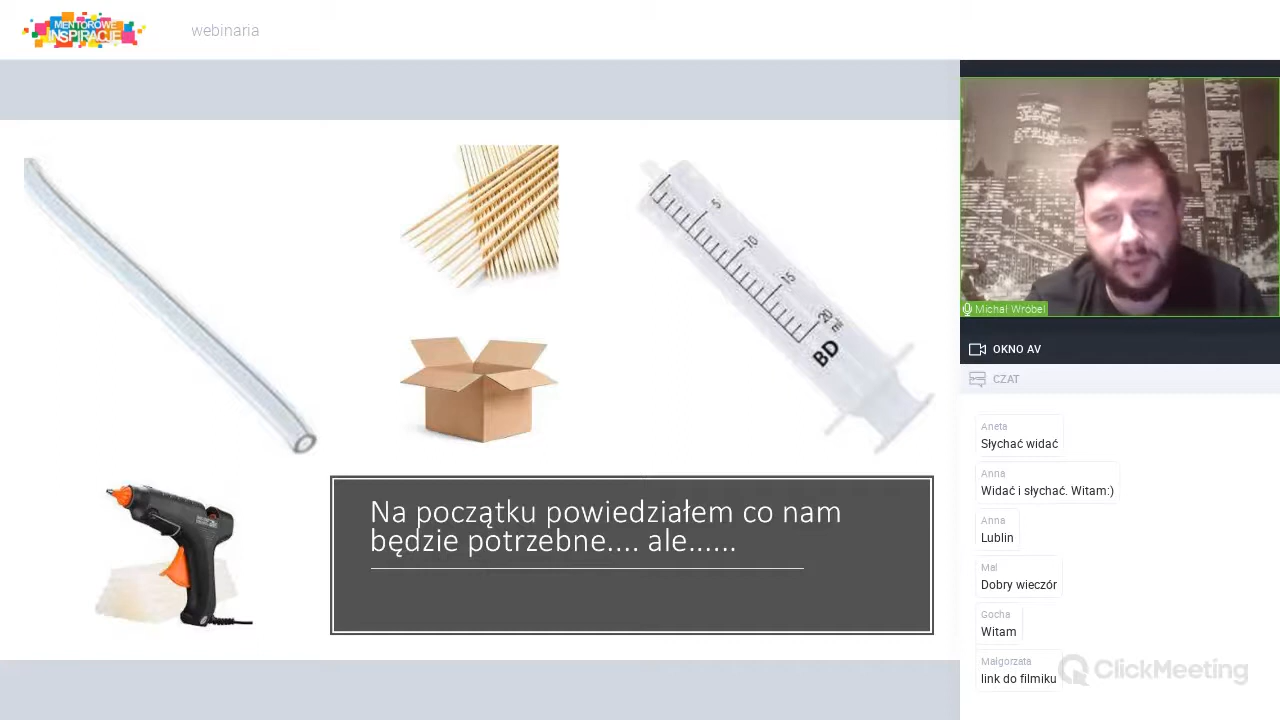 MENTOROWE
INSPIRACJE
webinaria
5
10
15
20 ml
BD
Na początku powiedziałem co nam
będzie potrzebne.... ale......
Michał Wróbel
OKNO AV
CZAT
Aneta
Słychać widać
Anna
Widać i słychać. Witam:)
Anna
Lublin
Mal
Dobry wieczór
Gocha
Witam
Małgorzata
link do filmiku
ClickMeeting